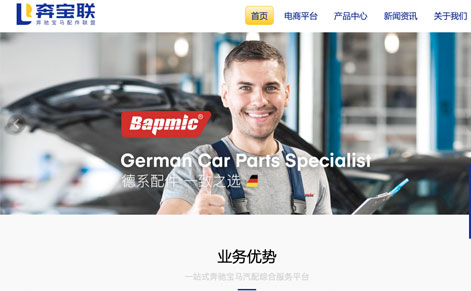 奔宝联
奔驰宝马配件联盟
首页 电商平台 产品中心 新闻资讯 关于我们
Bapmic®
German Car Parts Specialist
德系配件 一致之选
业务优势
一站式奔驰宝马汽配综合服务平台